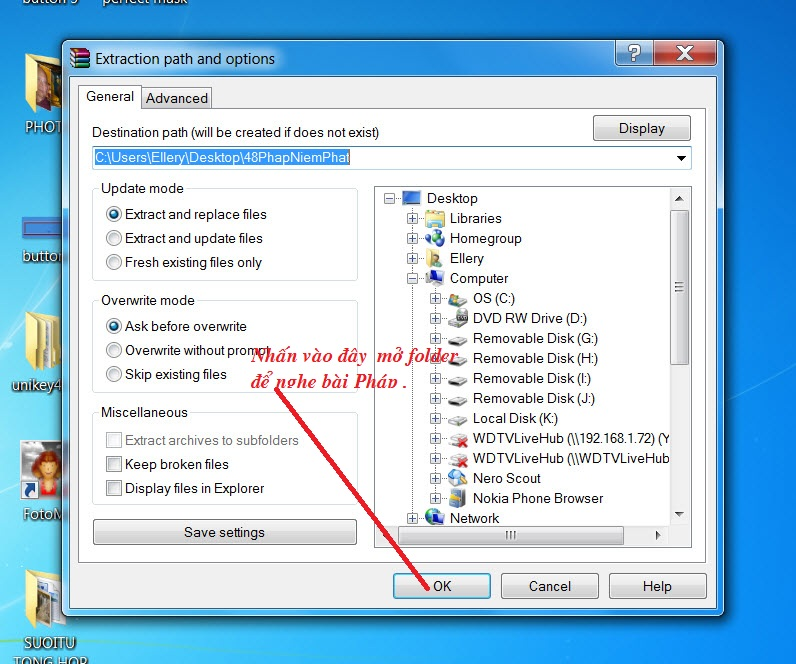 button 3 perfect mask
Extraction path and options
General Advanced
Destination path (will be created if does not exist)
Display
C:\Users\Ellery\Desktop\48PhapNiemPhat
Update mode
Extract and replace files
Extract and update files
Fresh existing files only
Overwrite mode
Ask before overwrite
Overwrite without prompt
Skip existing files
Nhấn vào đây mở folder
để nghe bài Pháp .
Miscellaneous
Extract archives to subfolders
Keep broken files
Display files in Explorer
Save settings
Desktop
Libraries
Homegroup
Ellery
Computer
OS (C:)
DVD RW Drive (D:)
Removable Disk (G:)
Removable Disk (H:)
Removable Disk (I:)
Removable Disk (J:)
Local Disk (K:)
WDTVLiveHub (\\192.168.1.72) (Y
WDTVLiveHub (\\WDTVLiveHub
Nero Scout
Nokia Phone Browser
Network
OK Cancel Help
PHOT
butto
unikey4
FotoM
SUOITU
TONG HOP